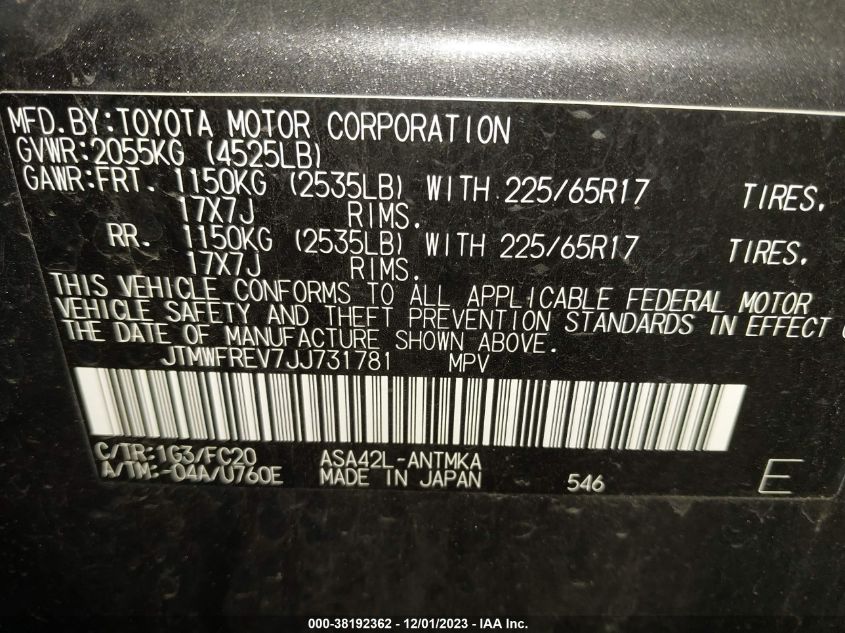 MFD.BY:TOYOTA MOTOR CORPORATION
GVWR:2055KG (4525LB)
GAWR:FRT. 1150KG (2535LB) WITH 225/65R17 TIRES.
17X7J RIMS.
RR. 1150KG (2535LB) WITH 225/65R17 TIRES.
17X7J RIMS.
THIS VEHICLE CONFORMS TO ALL APPLICABLE FEDERAL MOTOR
VEHICLE SAFETY AND THEFT PREVENTION STANDARDS IN EFFECT
THE DATE OF MANUFACTURE SHOWN ABOVE.
JTMWFREV7JJ731781 MPV
C/TR:1G3/FC20 ASA42L-ANTMKA
A/TM:-04A/U760E MADE IN JAPAN 546 E
000-38192362 - 12/01/2023 - IAA Inc.